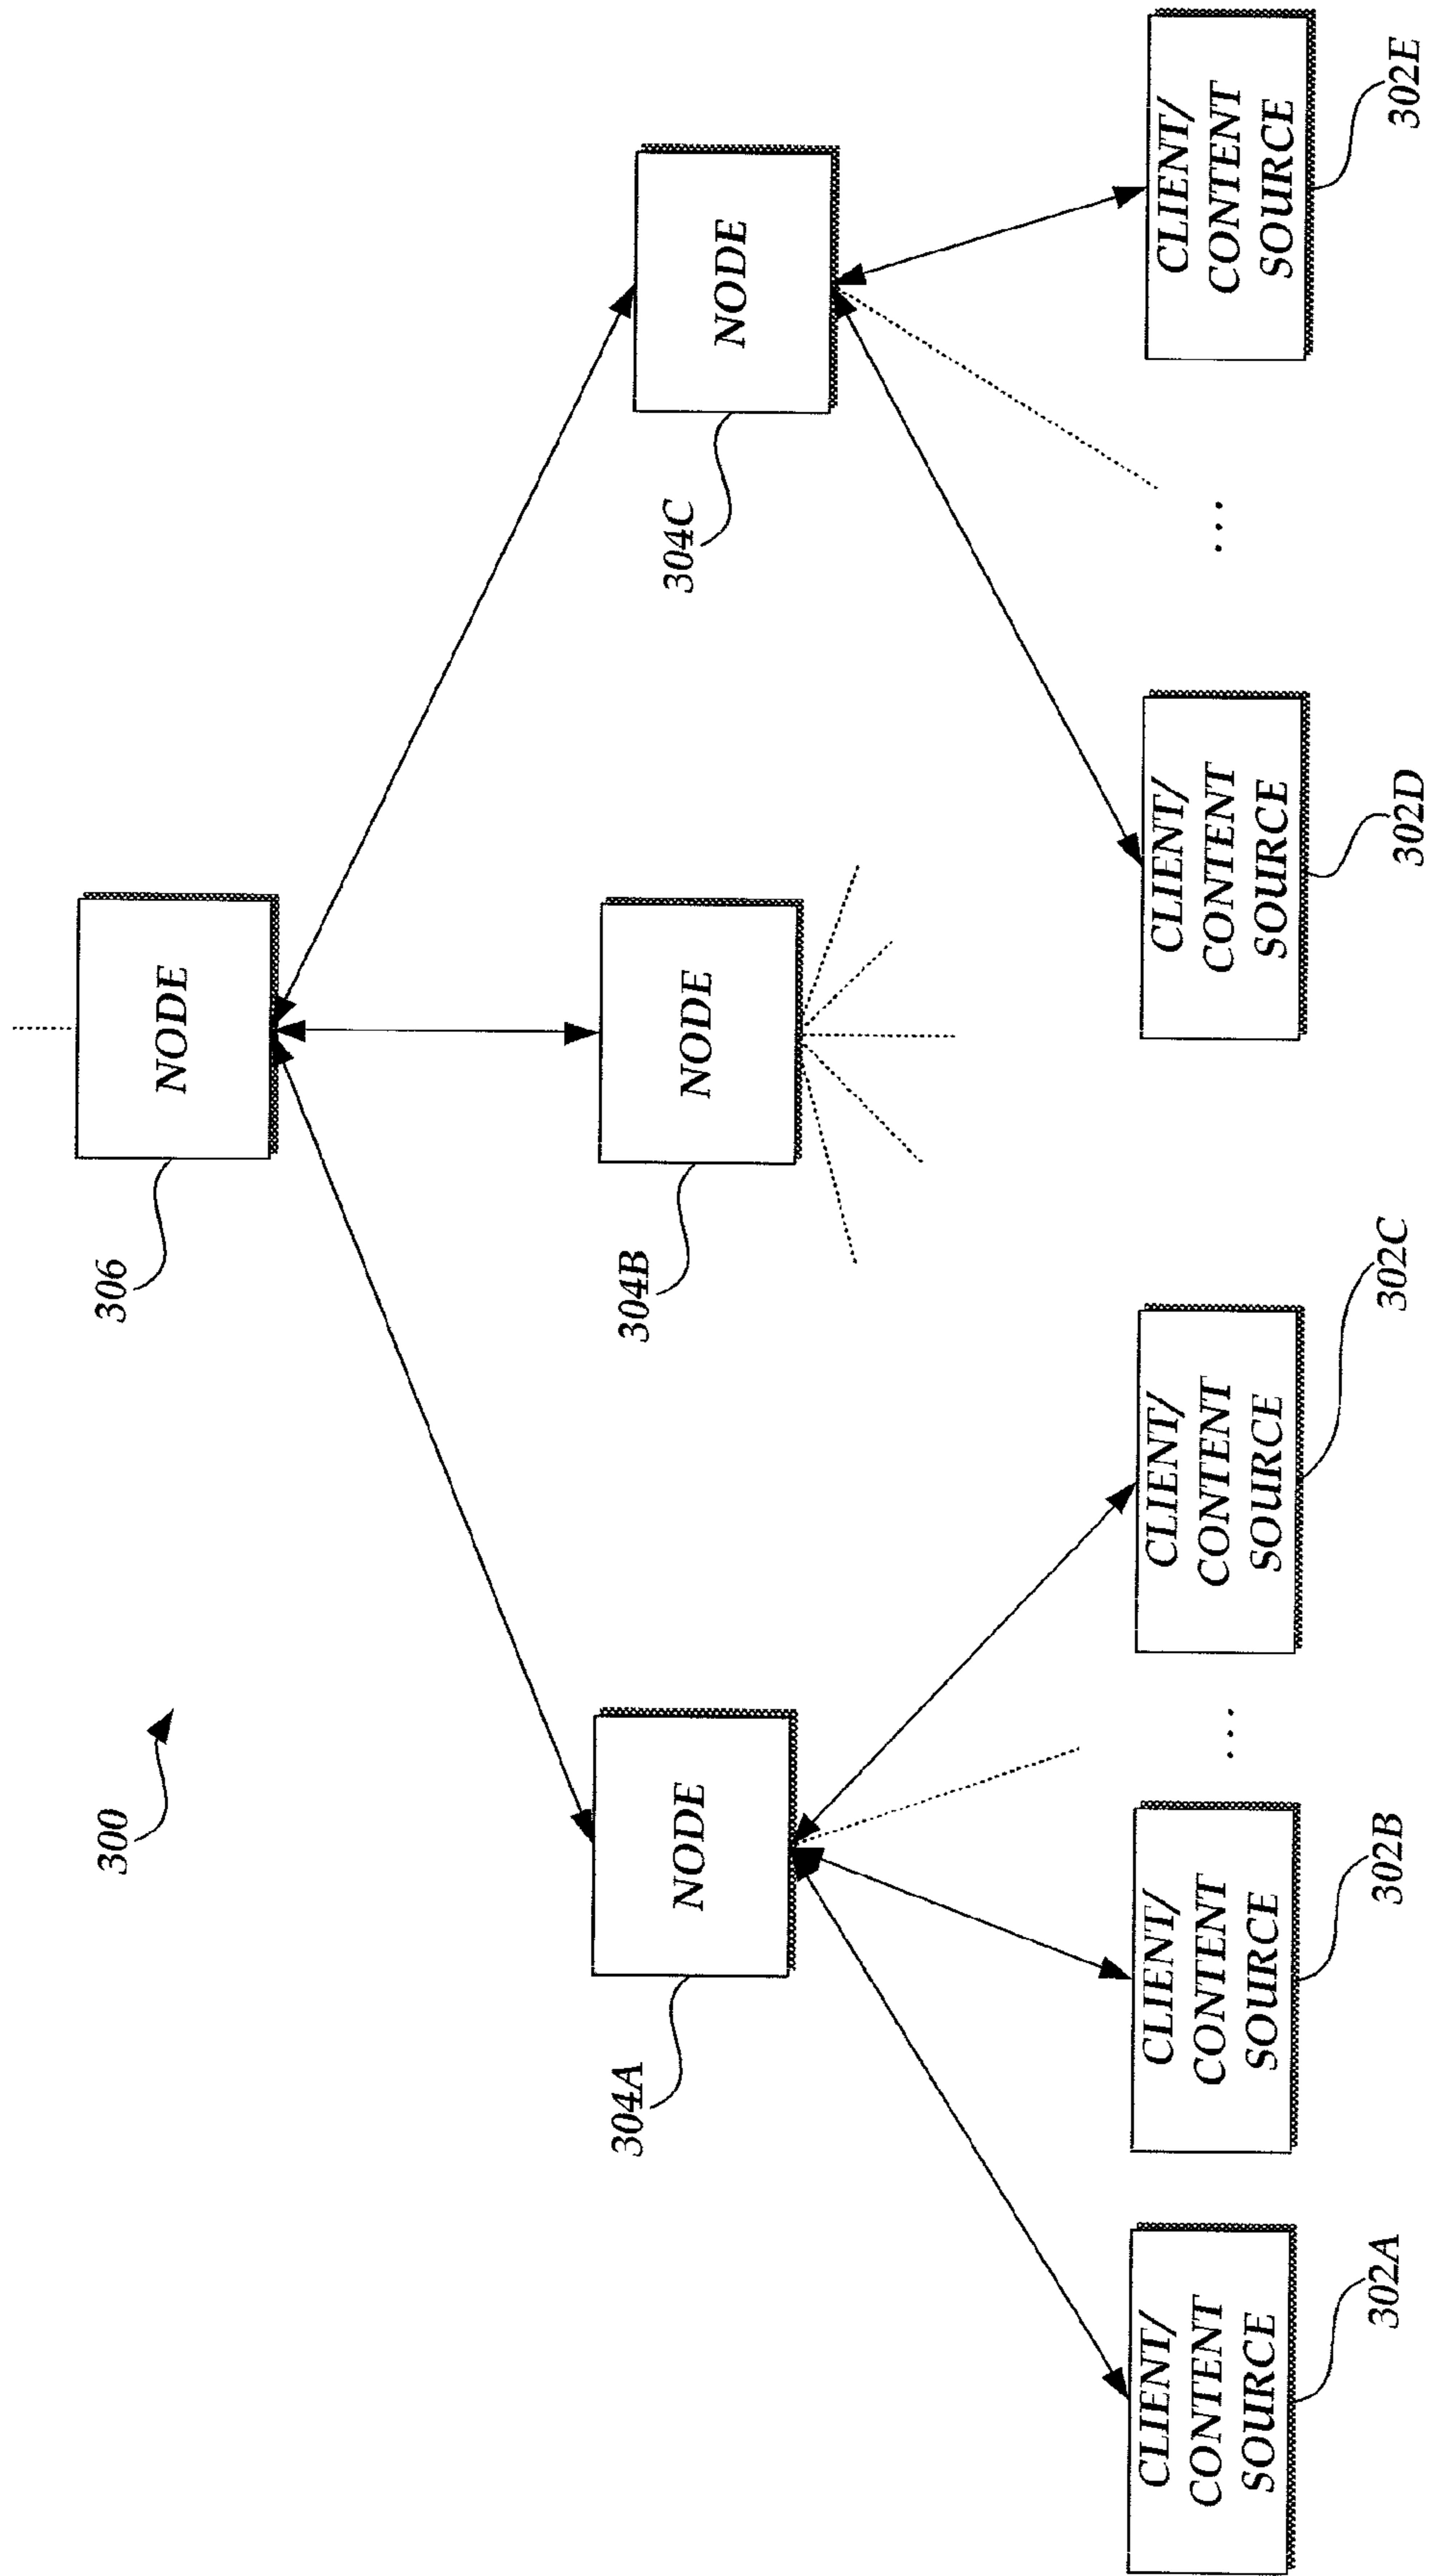 300
306
NODE
304A
NODE
304B
NODE
304C
NODE
CLIENT/
CONTENT
SOURCE
302A
CLIENT/
CONTENT
SOURCE
302B
...
CLIENT/
CONTENT
SOURCE
302C
CLIENT/
CONTENT
SOURCE
302D
...
CLIENT/
CONTENT
SOURCE
302E